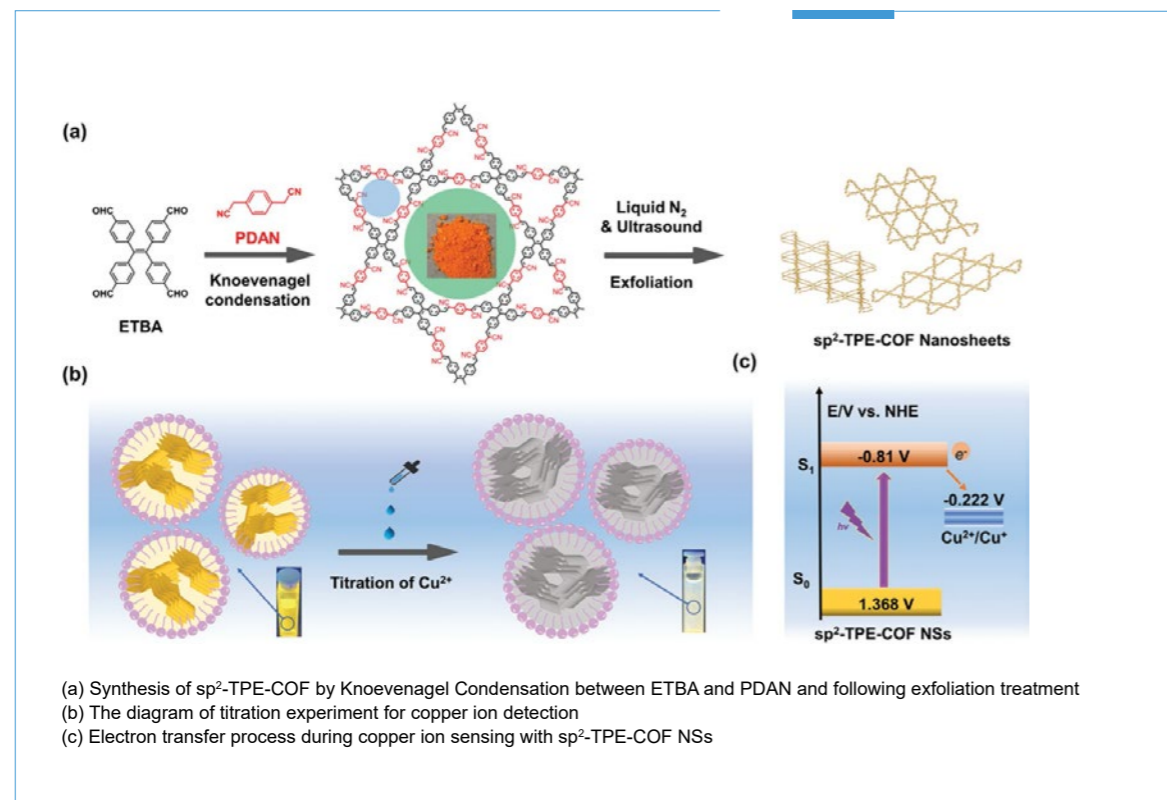 (a)
CHO
CHO
CHO
CHO
ETBA
CN
NC
PDAN
Knoevenagel
condensation
Liquid N₂
& Ultrasound
Exfoliation
sp²-TPE-COF Nanosheets
(b)
Titration of Cu²⁺
(c)
E/V vs. NHE
S₁
-0.81 V
e⁻
-0.222 V
Cu²⁺/Cu⁺
hν
S₀
1.368 V
sp²-TPE-COF NSs
(a) Synthesis of sp²-TPE-COF by Knoevenagel Condensation between ETBA and PDAN and following exfoliation treatment
(b) The diagram of titration experiment for copper ion detection
(c) Electron transfer process during copper ion sensing with sp²-TPE-COF NSs